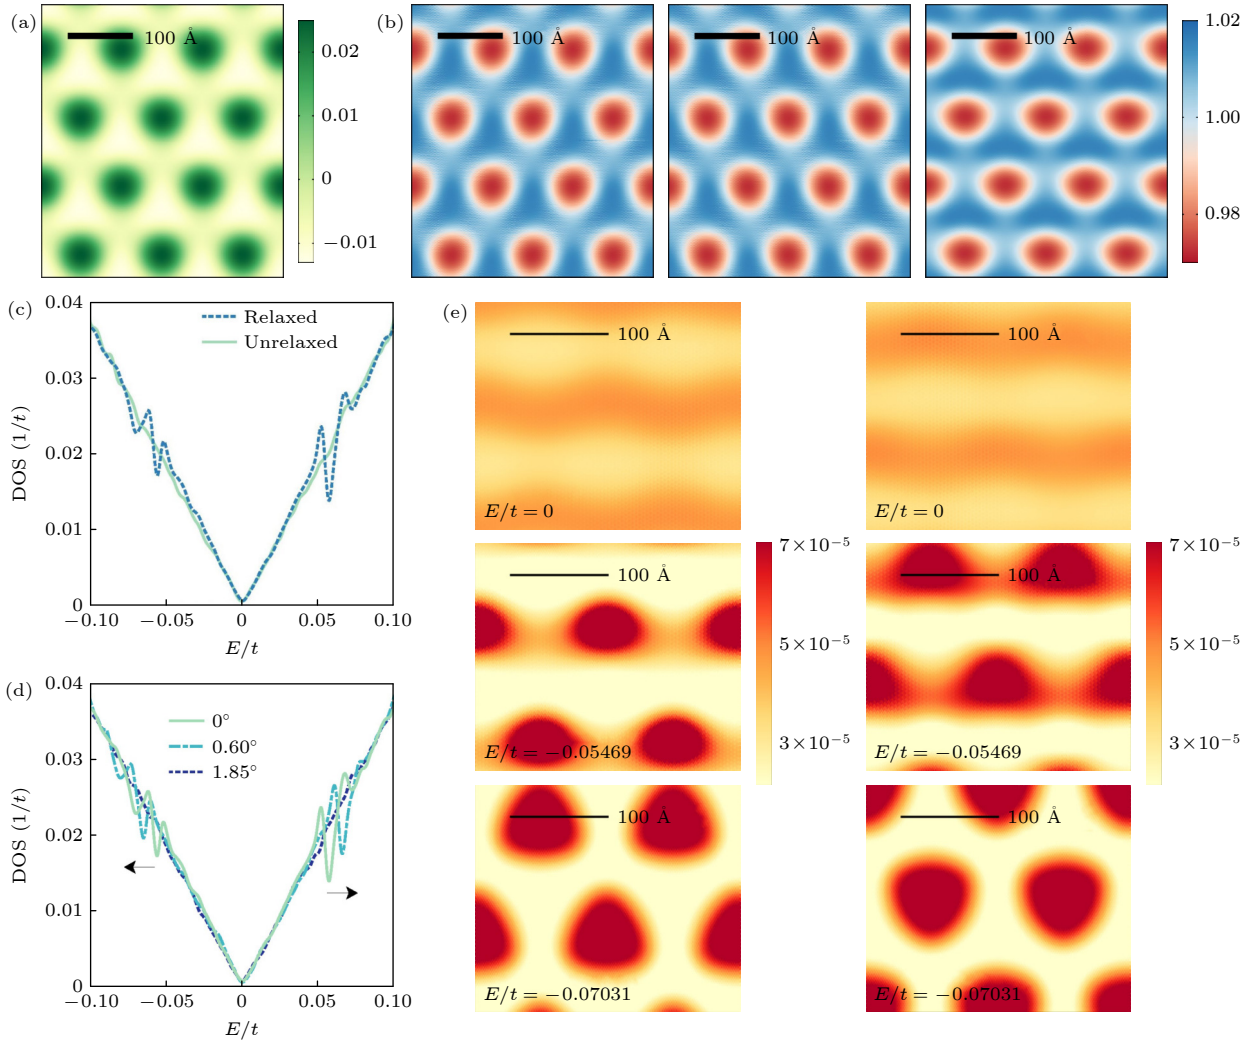 (a)
100 Å
0.02
0.01
0
−0.01
(b)
100 Å
100 Å
100 Å
1.02
1.00
0.98
(c)
0.04
0.03
0.02
0.01
0
DOS (1/t)
Relaxed
Unrelaxed
−0.10
−0.05
0
0.05
0.10
E/t
(d)
0.04
0.03
0.02
0.01
0
DOS (1/t)
0°
0.60°
1.85°
−0.10
−0.05
0
0.05
0.10
E/t
(e)
100 Å
E/t = 0
100 Å
E/t = 0
100 Å
E/t = −0.05469
7×10⁻⁵
5×10⁻⁵
3×10⁻⁵
100 Å
E/t = −0.05469
7×10⁻⁵
5×10⁻⁵
3×10⁻⁵
100 Å
E/t = −0.07031
100 Å
E/t = −0.07031